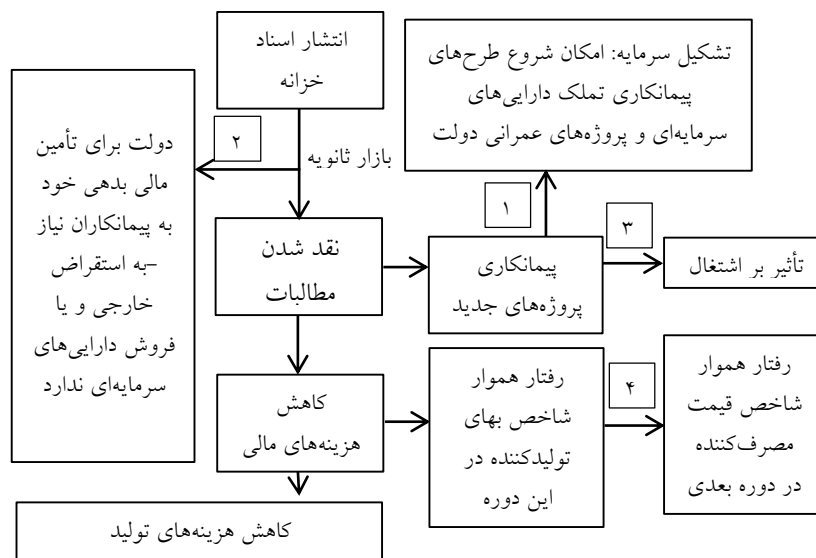 انتشار اسناد
خزانه
تشکیل سرمایه: امکان شروع طرح‌های
پیمانکاری تملک دارایی‌های
سرمایه‌ای و پروژه‌های عمرانی دولت
دولت برای تأمین
مالی بدهی خود
به پیمانکاران نیاز
به استقراض–
خارجی و یا
فروش دارایی‌های
سرمایه‌ای ندارد
۲
بازار ثانویه
۱
نقد شدن
مطالبات
پیمانکاری
پروژه‌های جدید
۳
تأثیر بر اشتغال
کاهش
هزینه‌های مالی
رفتار هموار
شاخص بهای
تولیدکننده در
این دوره
۴
رفتار هموار
شاخص قیمت
مصرف‌کننده
در دوره بعدی
کاهش هزینه‌های تولید